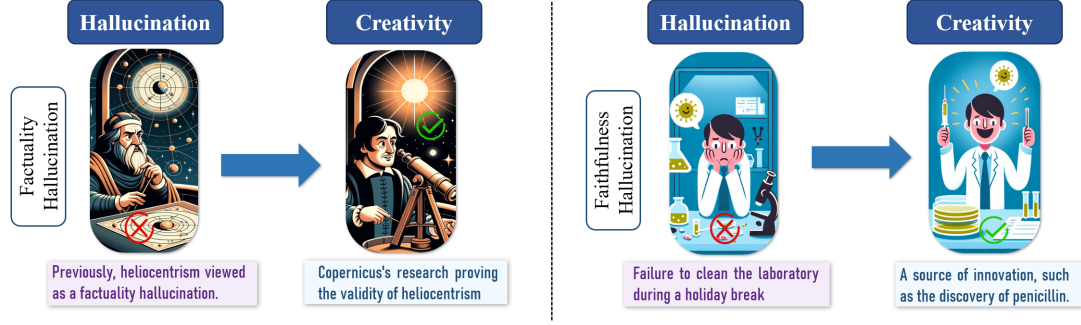 Hallucination
Creativity
Factuality
Hallucination
Previously, heliocentrism viewed
as a factuality hallucination.
Copernicus's research proving
the validity of heliocentrism
Hallucination
Creativity
Faithfulness
Hallucination
Failure to clean the laboratory
during a holiday break
A source of innovation, such
as the discovery of penicillin.